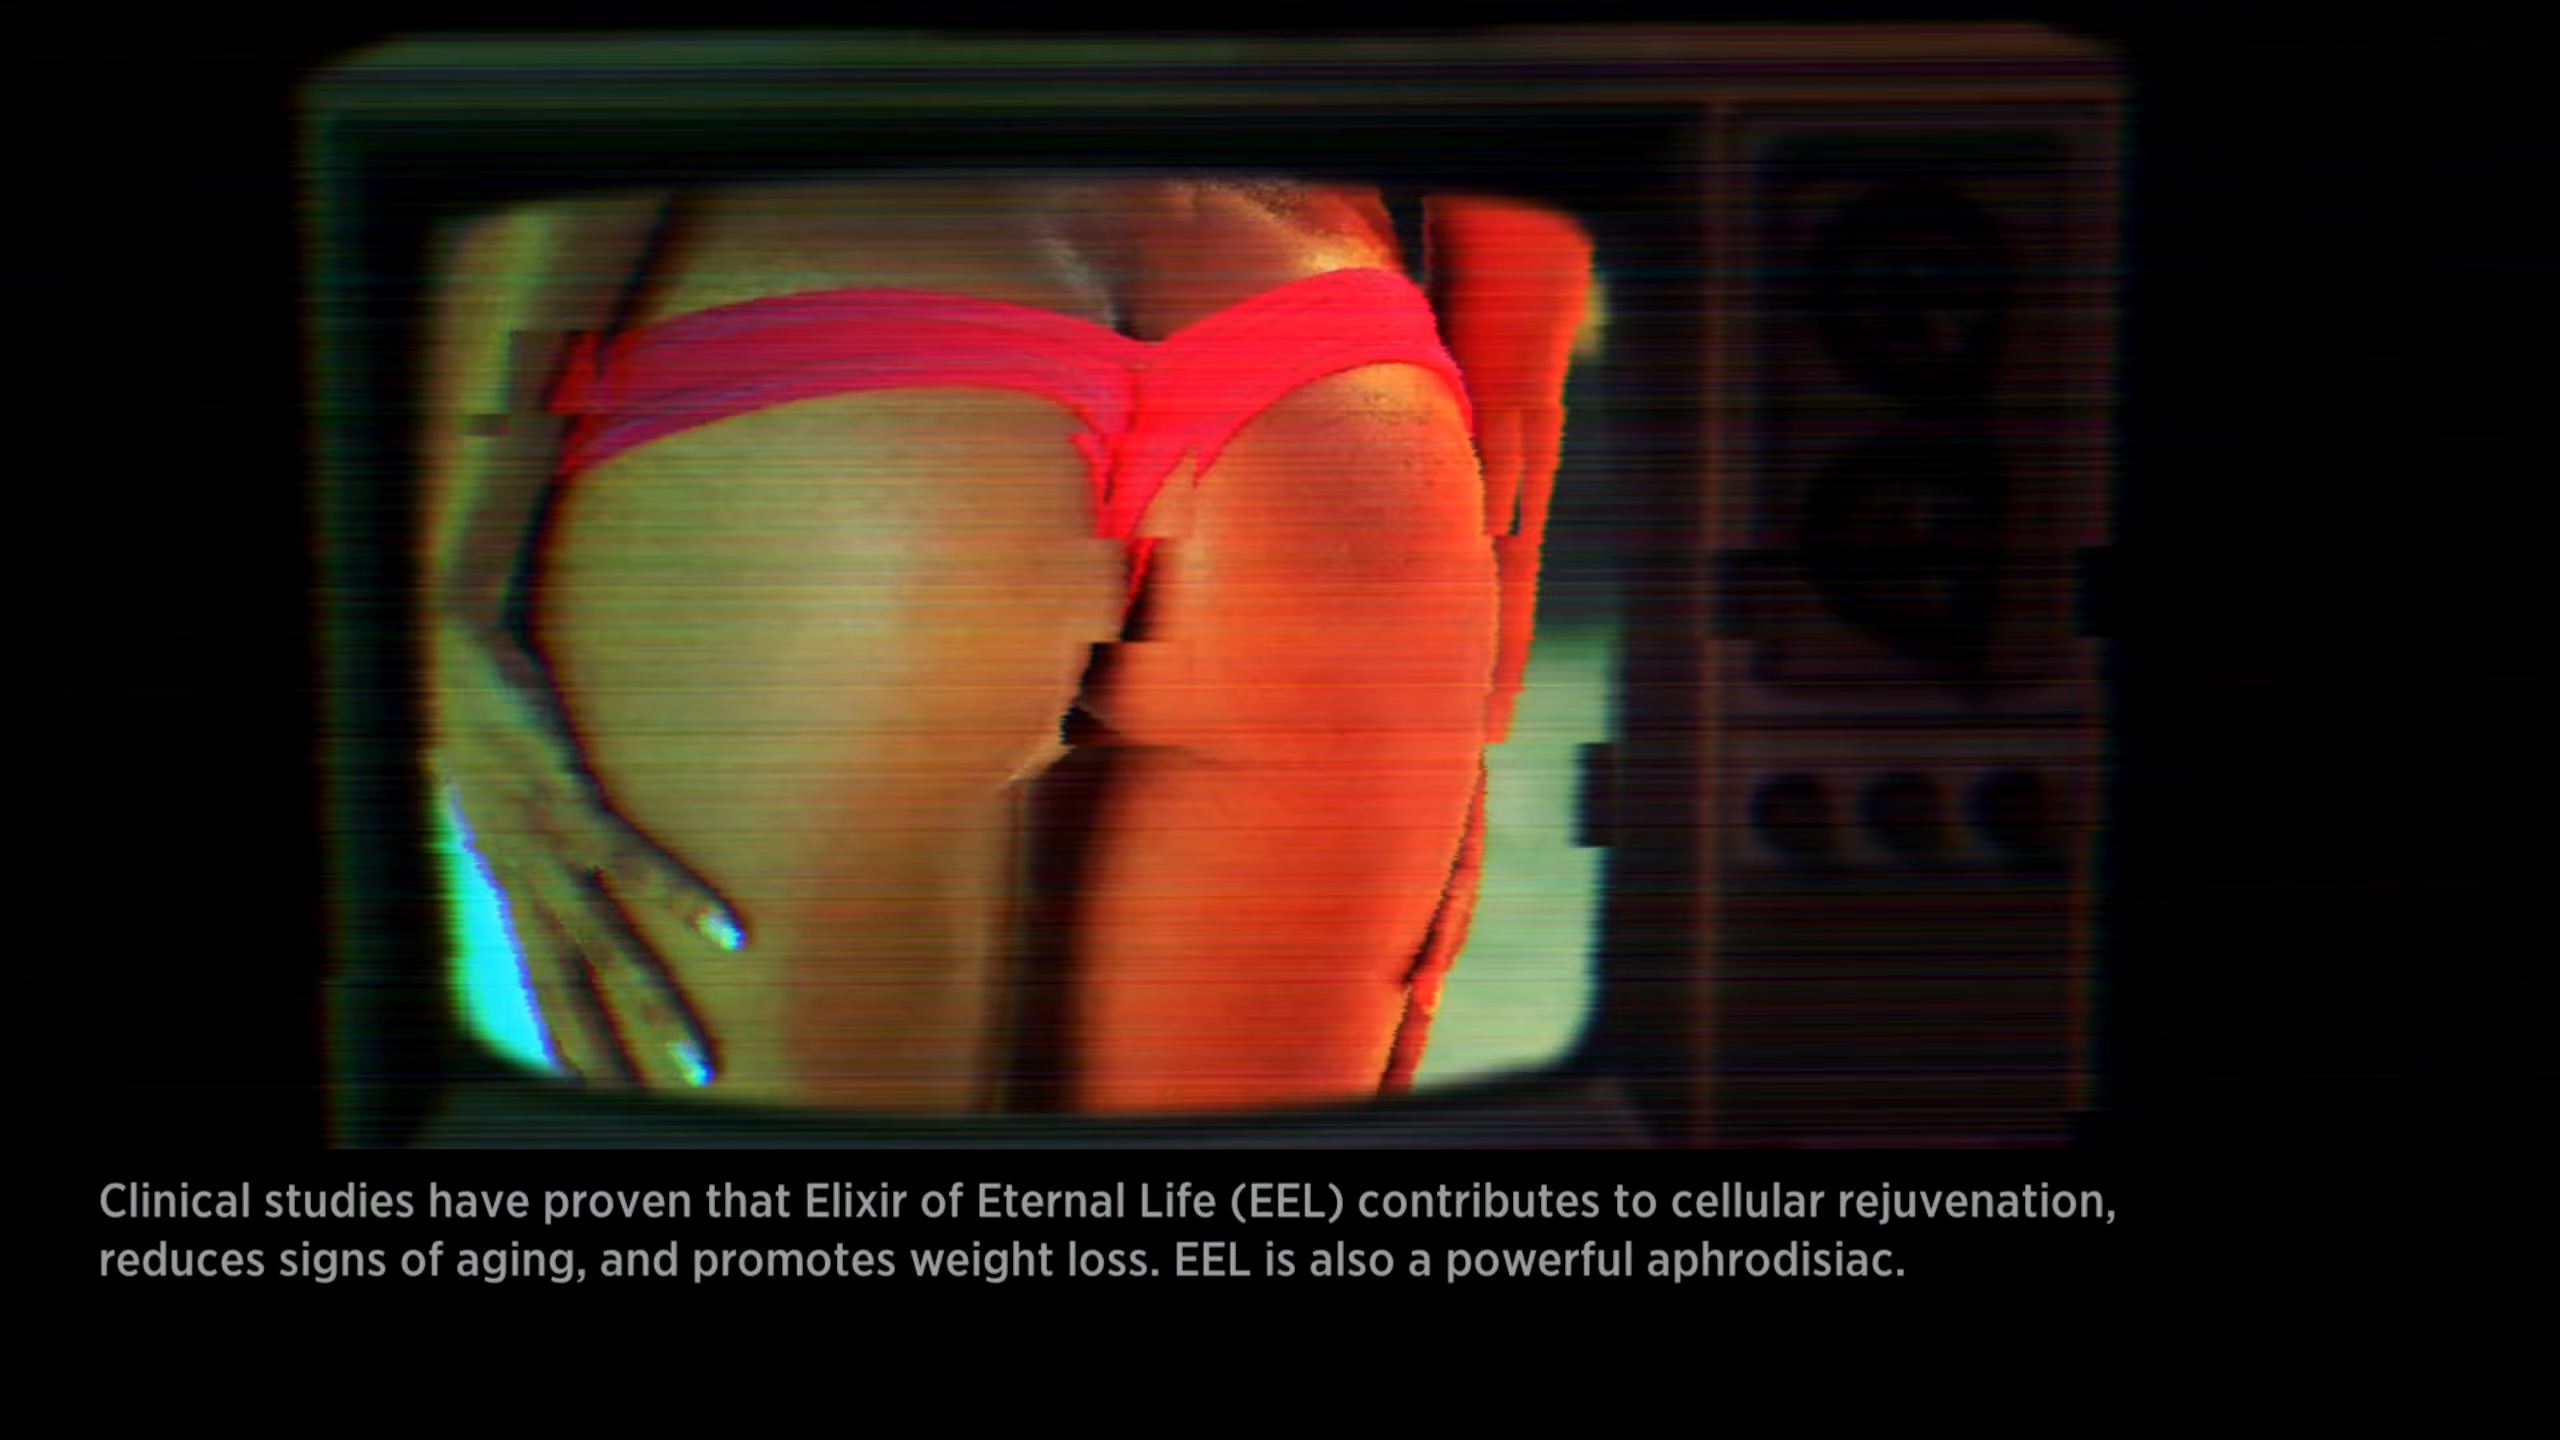 Clinical studies have proven that Elixir of Eternal Life (EEL) contributes to cellular rejuvenation,
reduces signs of aging, and promotes weight loss. EEL is also a powerful aphrodisiac.